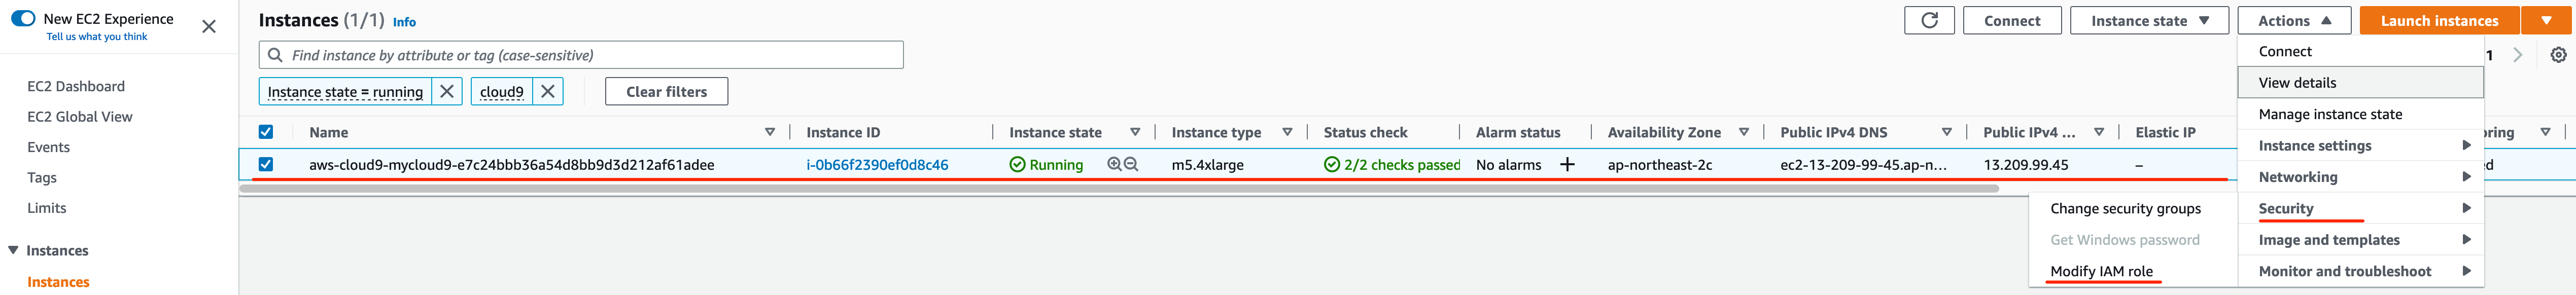 New EC2 Experience
Tell us what you think
EC2 Dashboard
EC2 Global View
Events
Tags
Limits
Instances
Instances
Instances (1/1) Info
Connect Instance state Actions Launch instances
Find instance by attribute or tag (case-sensitive)
1
Instance state = running cloud9 Clear filters
Name Instance ID Instance state Instance type Status check Alarm status Availability Zone Public IPv4 DNS Public IPv4 ... Elastic IP oring
aws-cloud9-mycloud9-e7c24bbb36a54d8bb9d3d212af61adee i-0b66f2390ef0d8c46 Running m5.4xlarge 2/2 checks passed No alarms ap-northeast-2c ec2-13-209-99-45.ap-n... 13.209.99.45 – ed
Connect
View details
Manage instance state
Instance settings
Networking
Security
Image and templates
Monitor and troubleshoot
Change security groups
Get Windows password
Modify IAM role